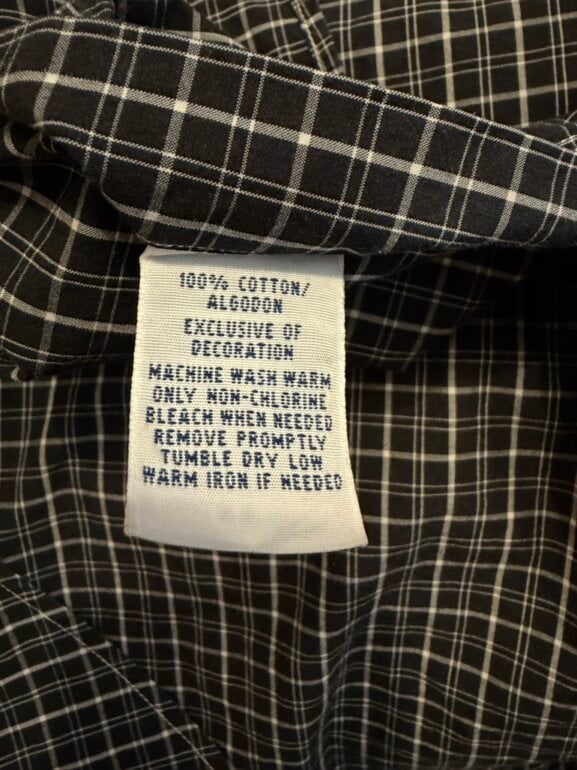 100% COTTON/
ALGODON
EXCLUSIVE OF
DECORATION
MACHINE WASH WARM
ONLY NON-CHLORINE
BLEACH WHEN NEEDED
REMOVE PROMPTLY
TUMBLE DRY LOW
WARM IRON IF NEEDED